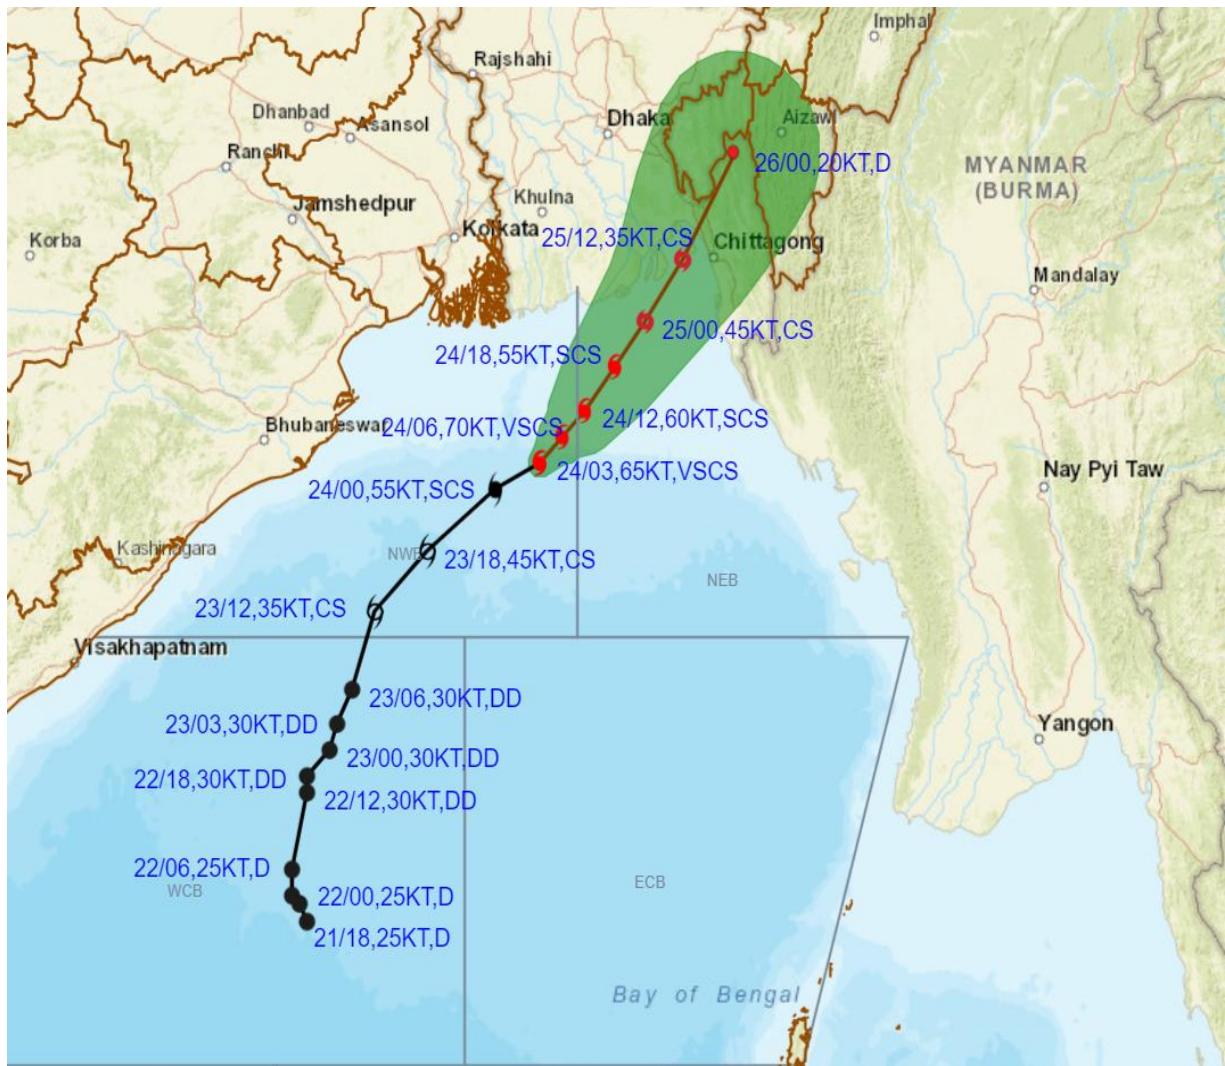 Imphal
Rajshahi
Dhanbad
Dhaka
Asansol
Aizawl
Ranchi
26/00,20KT,D
MYANMAR
(BURMA)
Khulna
Jamshedpur
Kolkata
25/12,35KT,CS
Chittagong
Korba
Mandalay
25/00,45KT,CS
24/18,55KT,SCS
24/12,60KT,SCS
Bhubaneswar
24/06,70KT,VSCS
24/03,65KT,VSCS
Nay Pyi Taw
24/00,55KT,SCS
Kashinagara
NWB
23/18,45KT,CS
NEB
23/12,35KT,CS
Visakhapatnam
23/06,30KT,DD
23/03,30KT,DD
Yangon
23/00,30KT,DD
22/18,30KT,DD
22/12,30KT,DD
22/06,25KT,D
WCB
ECB
22/00,25KT,D
21/18,25KT,D
Bay of Bengal